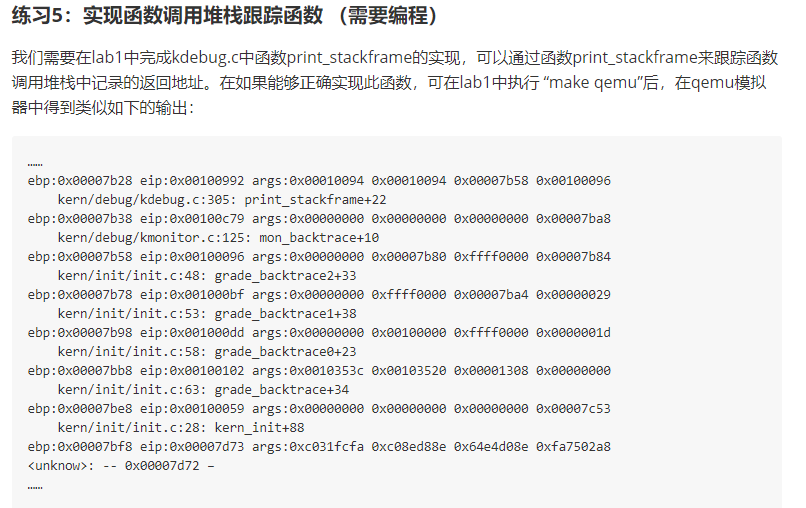 练习5：实现函数调用堆栈跟踪函数 （需要编程）
我们需要在lab1中完成kdebug.c中函数print_stackframe的实现，可以通过函数print_stackframe来跟踪函数
调用堆栈中记录的返回地址。在如果能够正确实现此函数，可在lab1中执行 “make qemu”后，在qemu模拟
器中得到类似如下的输出：
……
ebp:0x00007b28 eip:0x00100992 args:0x00010094 0x00010094 0x00007b58 0x00100096
    kern/debug/kdebug.c:305: print_stackframe+22
ebp:0x00007b38 eip:0x00100c79 args:0x00000000 0x00000000 0x00000000 0x00007ba8
    kern/debug/kmonitor.c:125: mon_backtrace+10
ebp:0x00007b58 eip:0x00100096 args:0x00000000 0x00007b80 0xffff0000 0x00007b84
    kern/init/init.c:48: grade_backtrace2+33
ebp:0x00007b78 eip:0x001000bf args:0x00000000 0xffff0000 0x00007ba4 0x00000029
    kern/init/init.c:53: grade_backtrace1+38
ebp:0x00007b98 eip:0x001000dd args:0x00000000 0x00100000 0xffff0000 0x0000001d
    kern/init/init.c:58: grade_backtrace0+23
ebp:0x00007bb8 eip:0x00100102 args:0x0010353c 0x00103520 0x00001308 0x00000000
    kern/init/init.c:63: grade_backtrace+34
ebp:0x00007be8 eip:0x00100059 args:0x00000000 0x00000000 0x00000000 0x00007c53
    kern/init/init.c:28: kern_init+88
ebp:0x00007bf8 eip:0x00007d73 args:0xc031fcfa 0xc08ed88e 0x64e4d08e 0xfa7502a8
<unknow>: -- 0x00007d72 –
……